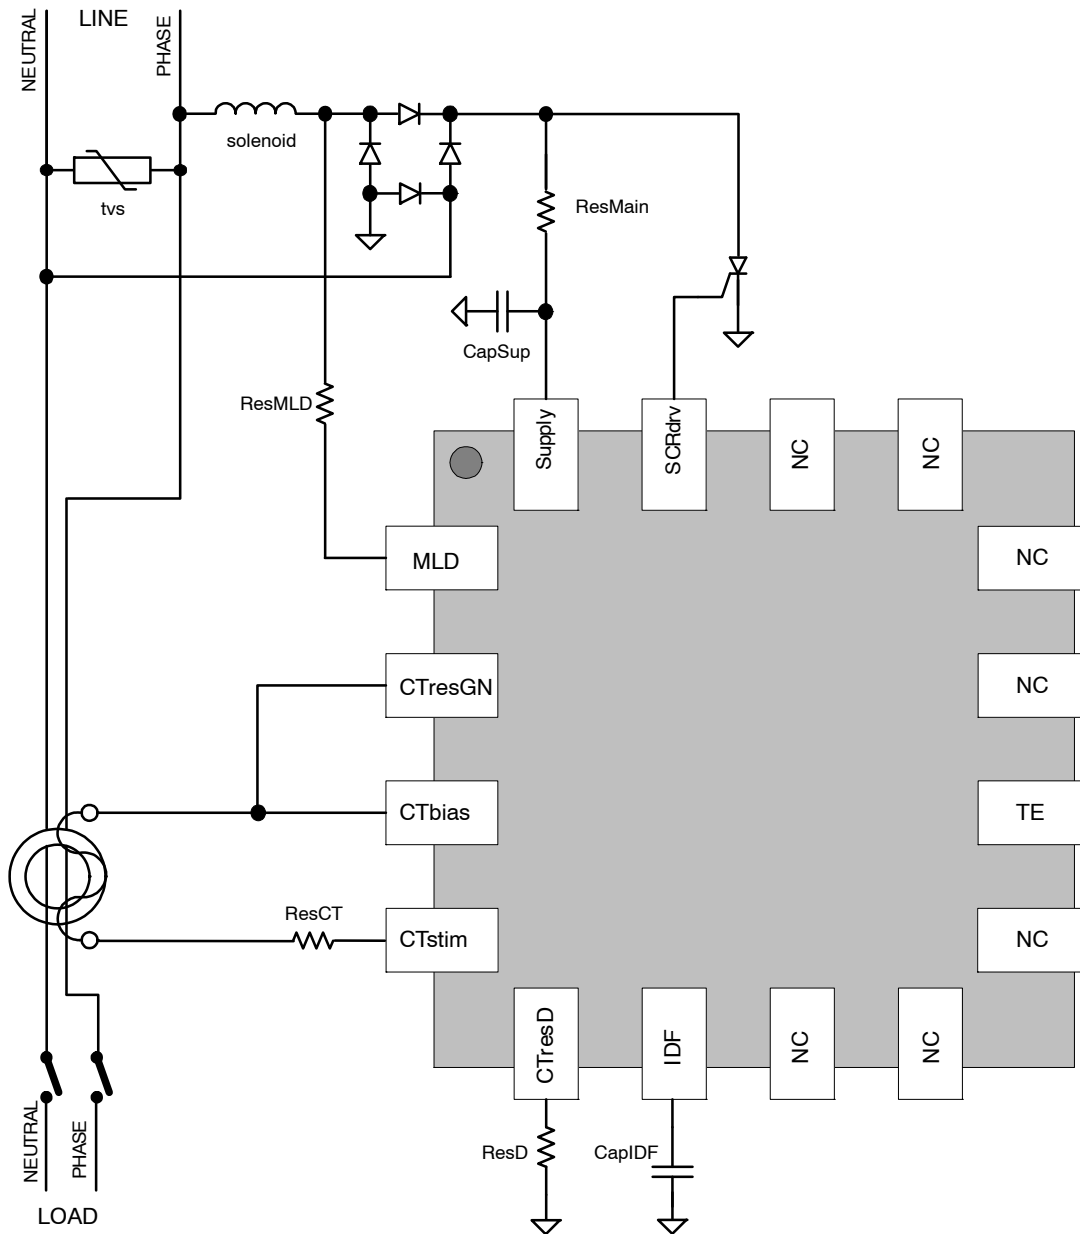 LINE
NEUTRAL
PHASE
solenoid
tvs
ResMain
CapSup
ResMLD
Supply
SCRdrv
NC
NC
MLD
NC
CTresGN
NC
CTbias
TE
ResCT
CTstim
NC
CTresD
IDF
NC
NC
NEUTRAL
PHASE
ResD
CapIDF
LOAD